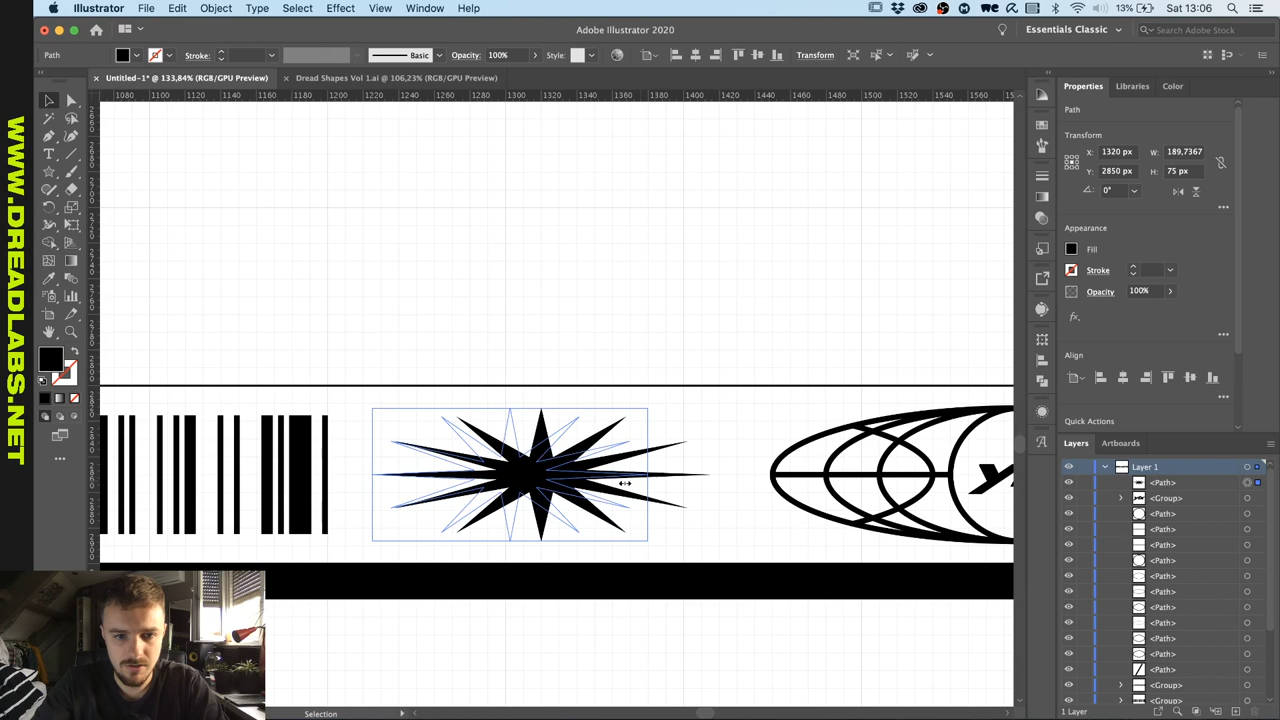 Illustrator File Edit Object Type Select Effect View Window Help
13% Sat 13:06
Adobe Illustrator 2020
Essentials Classic
Search Adobe Stock
Path Stroke: Basic Opacity: 100% Style: Transform
× Untitled-1* @ 133,84% (RGB/GPU Preview) × Dread Shapes Vol 1.ai @ 106,23% (RGB/GPU Preview)
1080 1100 1120 1140 1160 1180 1200 1220 1240 1260 1280 1300 1320 1340 1360 1380 1400 1420 1440 1460 1480 1500 1520 1540 1560
WWW.DREADLABS.NET
Properties Libraries Color
Path
Transform
X: 1320 px W: 189,7367
Y: 2850 px H: 75 px
0°
Appearance
Fill
Stroke
Opacity 100%
fx.
Align
Quick Actions
Layers Artboards
Layer 1
<Path>
<Group>
<Path>
<Path>
<Path>
<Path>
<Path>
<Path>
<Path>
<Path>
<Path>
<Path>
<Path>
<Group>
<Group>
1 Layer
Selection